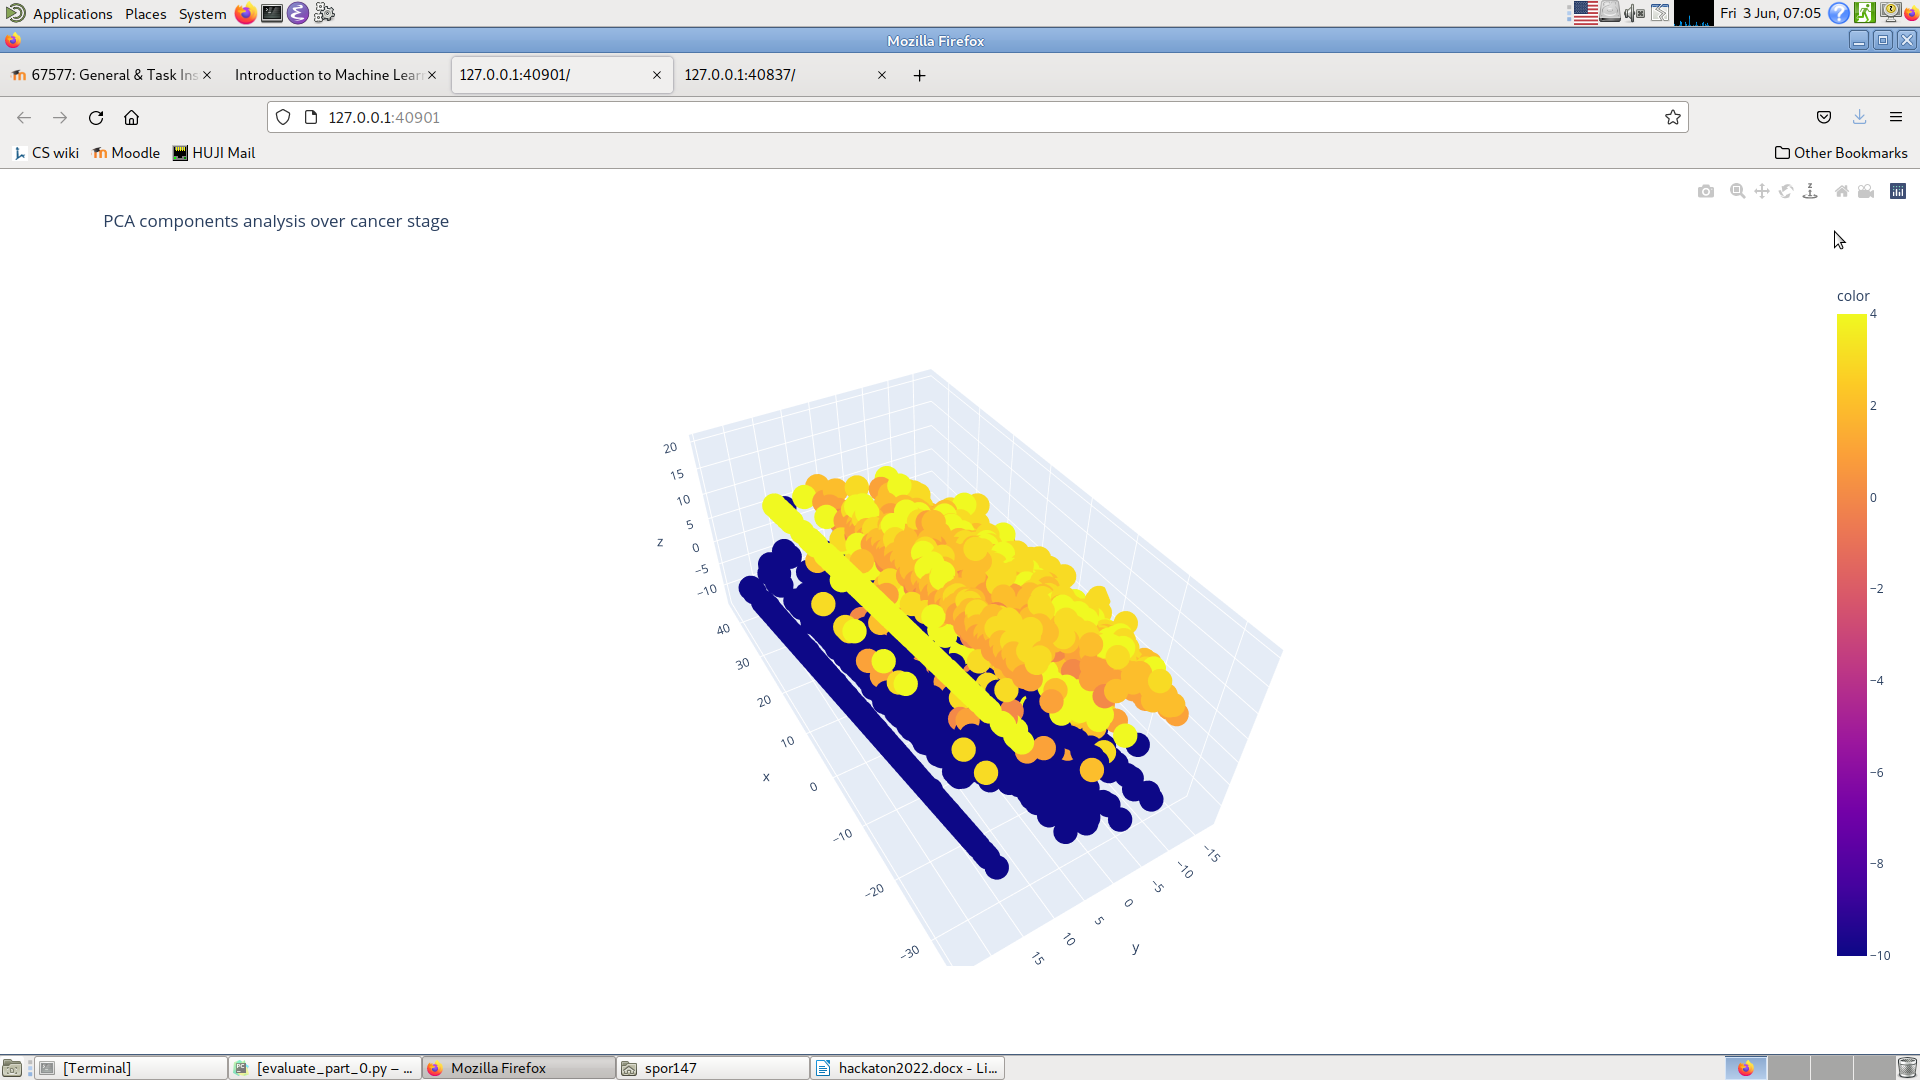 Applications Places System
Fri 3 Jun, 07:05
Mozilla Firefox
67577: General & Task Ins
Introduction to Machine Lear
127.0.0.1:40901/
127.0.0.1:40837/
127.0.0.1:40901
CS wiki
Moodle
HUJI Mail
Other Bookmarks
PCA components analysis over cancer stage
color
4
2
0
−2
−4
−6
−8
−10
20
15
10
5
0
−5
−10
z
40
30
20
10
0
−10
−20
−30
x
−15
−10
−5
0
5
10
15
y
[Terminal]
[evaluate_part_0.py – ...
Mozilla Firefox
spor147
hackaton2022.docx - Li...